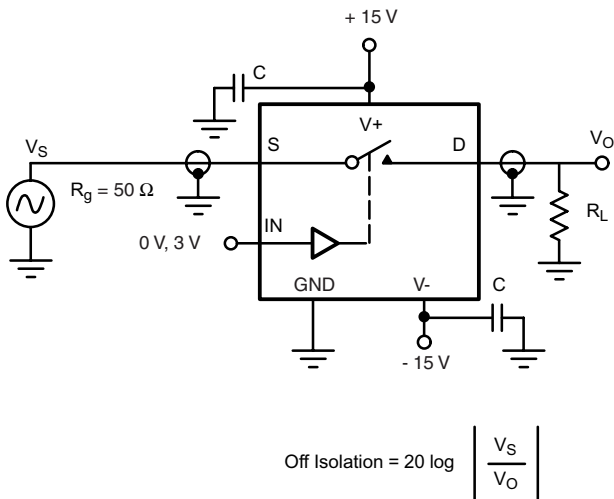 + 15 V
C
V+
V_S
S
D
V_O
R_g = 50 Ω
R_L
IN
0 V, 3 V
GND
V-
C
- 15 V
Off Isolation = 20 log | V_S / V_O |